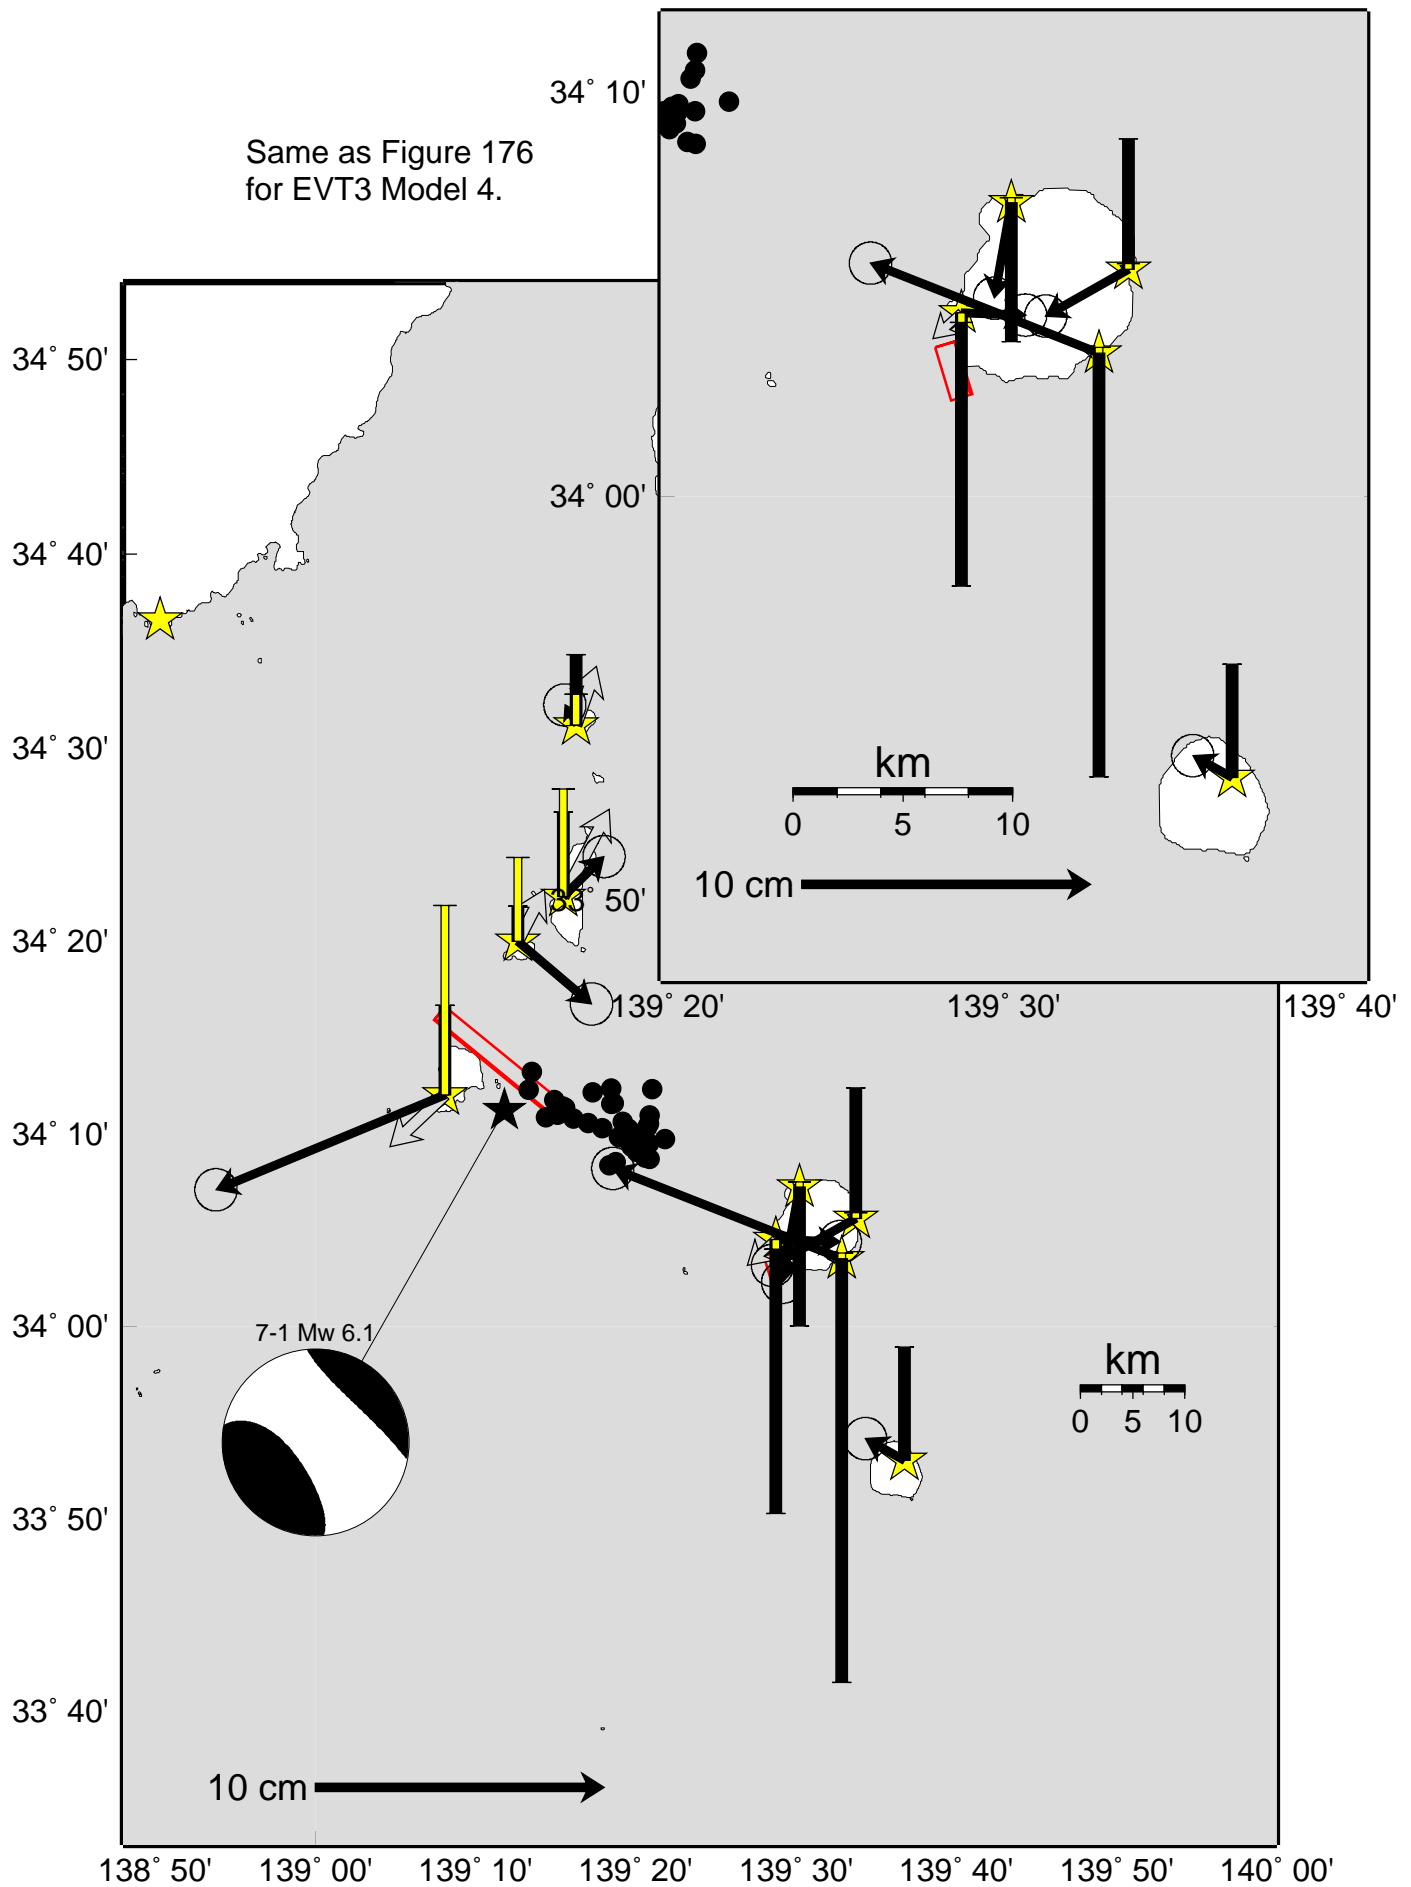 Same as Figure 176
for EVT3 Model 4.
34° 10'
34° 00'
33° 50'
139° 20'
139° 30'
139° 40'
km
0 5 10
10 cm
34° 50'
34° 40'
34° 30'
34° 20'
34° 10'
34° 00'
33° 50'
33° 40'
7-1 Mw 6.1
km
0 5 10
10 cm
138° 50' 139° 00' 139° 10' 139° 20' 139° 30' 139° 40' 139° 50' 140° 00'